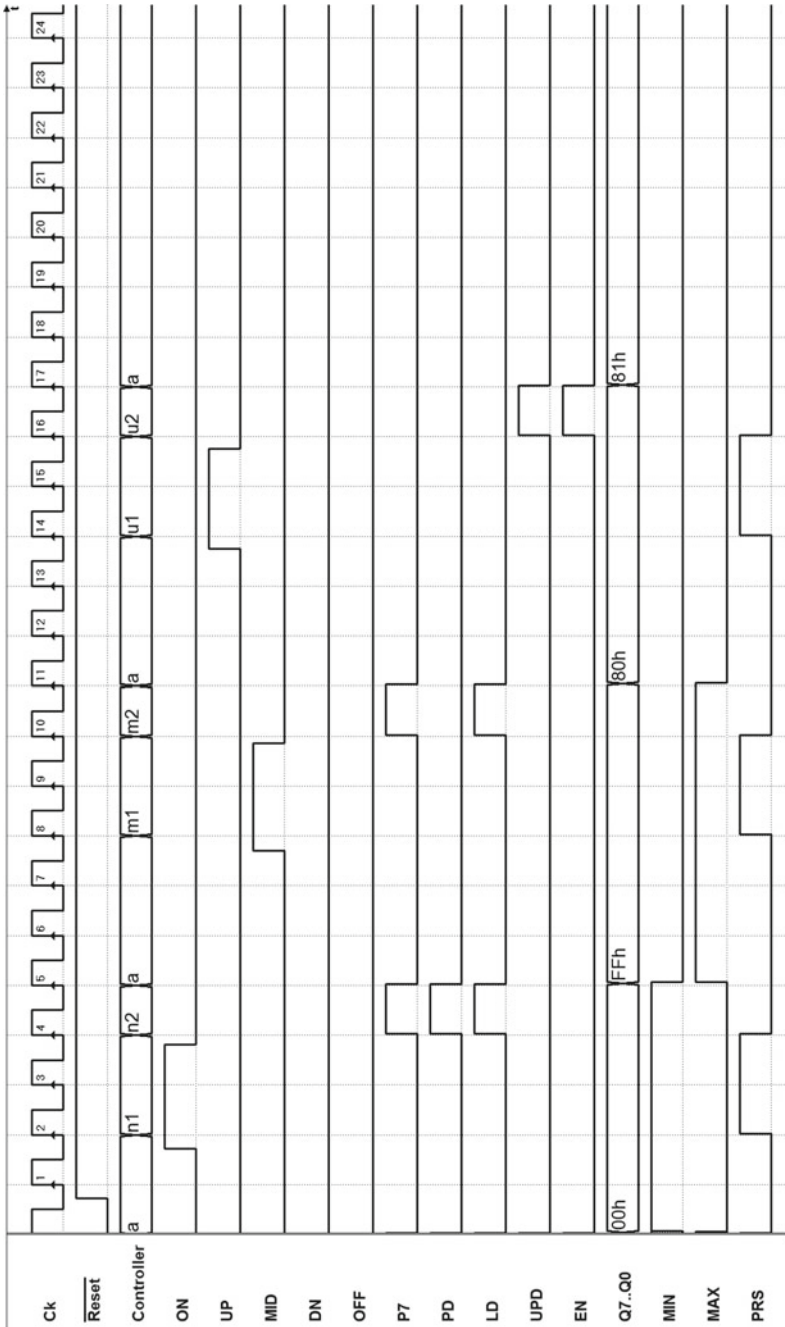 t
Ck 1 2 3 4 5 6 7 8 9 10 11 12 13 14 15 16 17 18 19 20 21 22 23 24
Reset
Controller a n1 n2 a m1 m2 a u1 u2 a
ON
UP
MID
DN
OFF
P7
PD
LD
UPD
EN
Q7..Q0 00h FFh 80h 81h
MIN
MAX
PRS